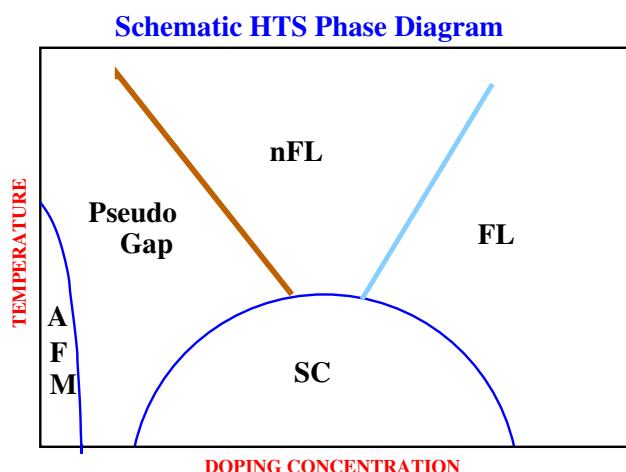 Schematic HTS Phase Diagram
nFL
Pseudo
Gap
FL
TEMPERATURE
A
F
M
SC
DOPING CONCENTRATION